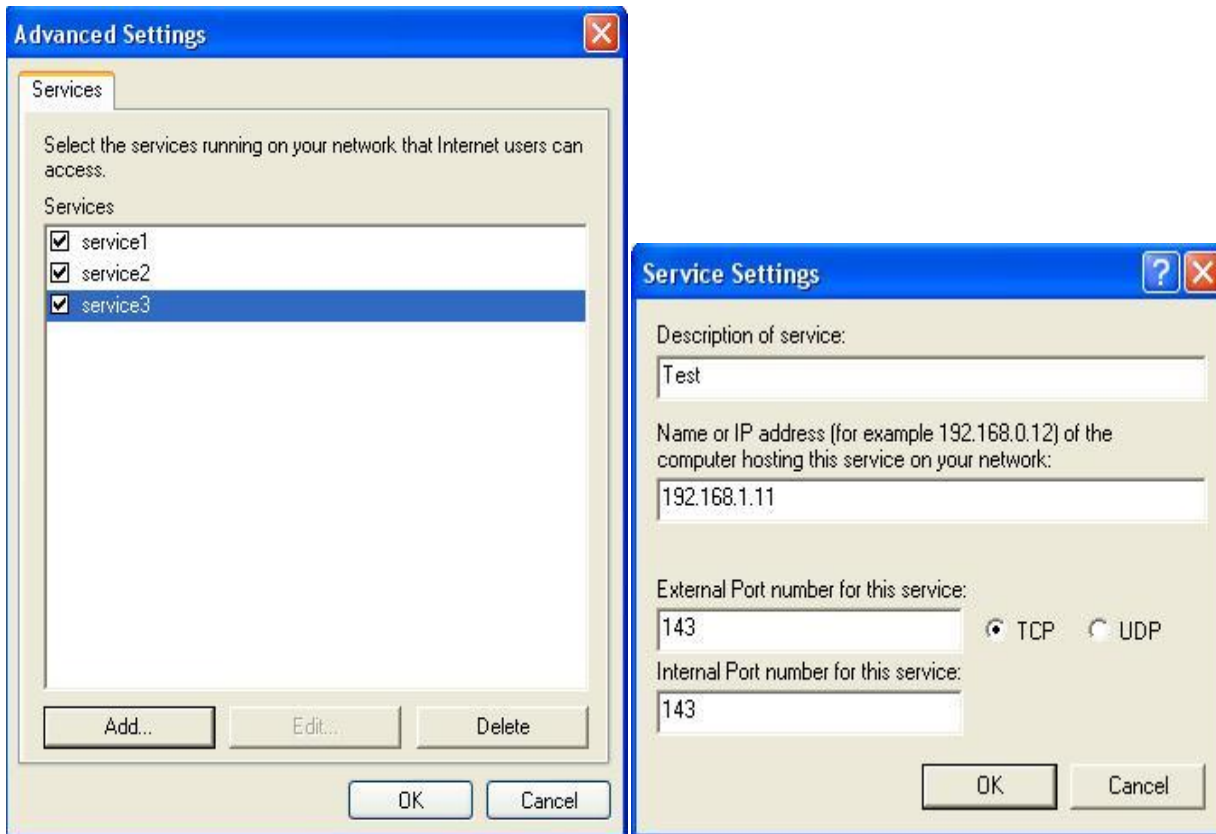 Advanced Settings
Services
Select the services running on your network that Internet users can
access.
Services
service1
service2
service3
Add...
Edit...
Delete
OK
Cancel
Service Settings
?
Description of service:
Test
Name or IP address (for example 192.168.0.12) of the
computer hosting this service on your network:
192.168.1.11
External Port number for this service:
143
TCP
UDP
Internal Port number for this service:
143
OK
Cancel